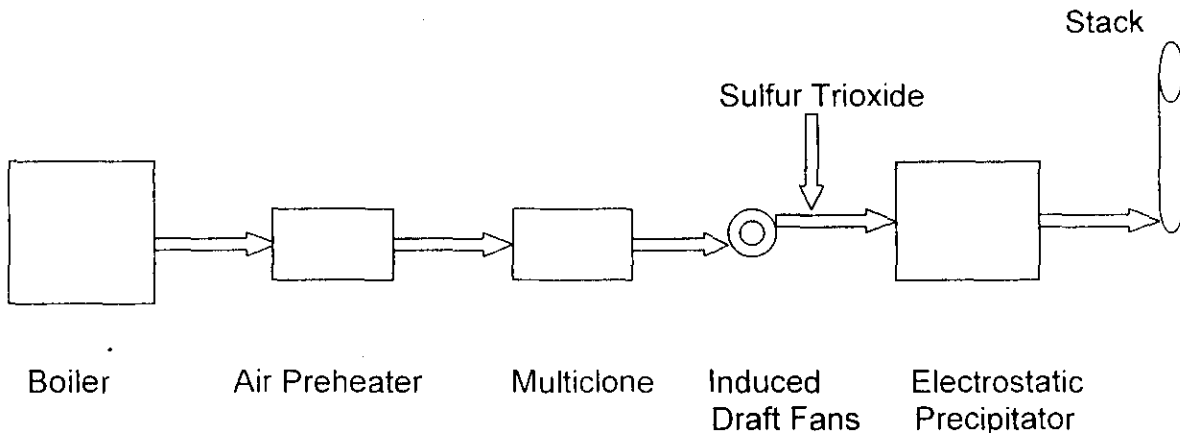 Stack
Sulfur Trioxide
Boiler
Air Preheater
Multiclone
Induced
Draft Fans
Electrostatic
Precipitator